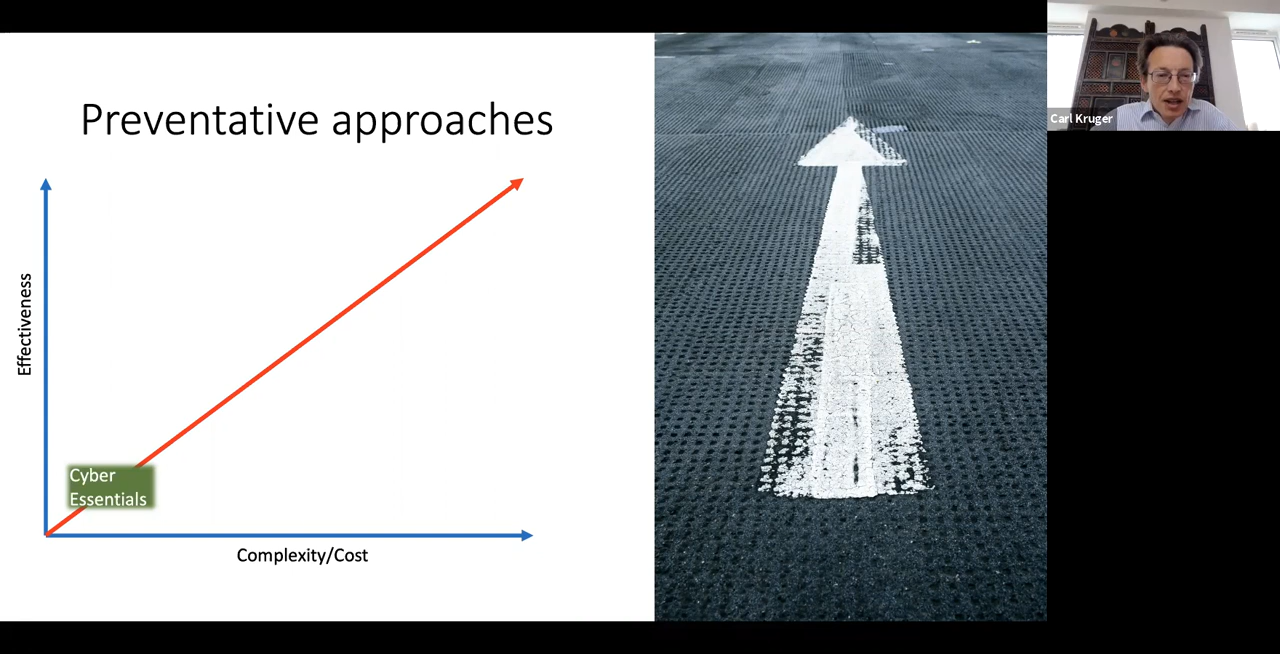 Preventative approaches
Effectiveness
Cyber
Essentials
Complexity/Cost
Carl Kruger